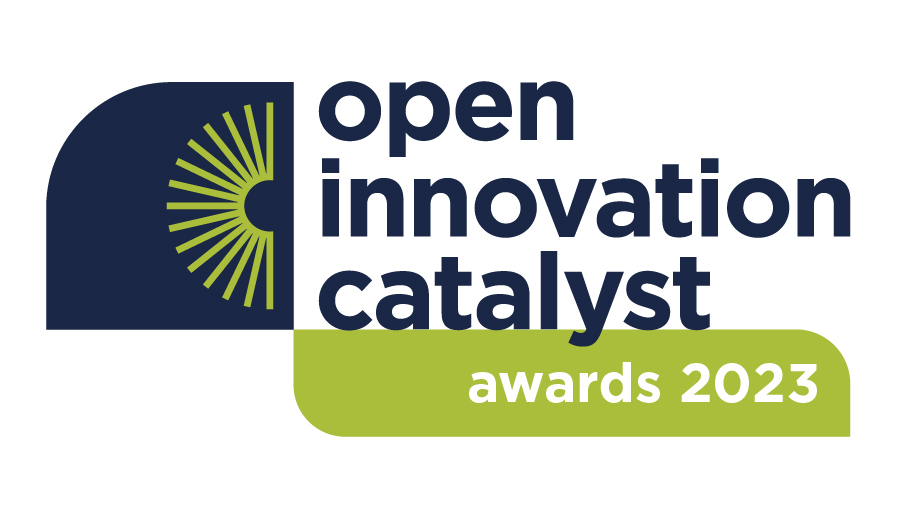 open
innovation
catalyst
awards 2023